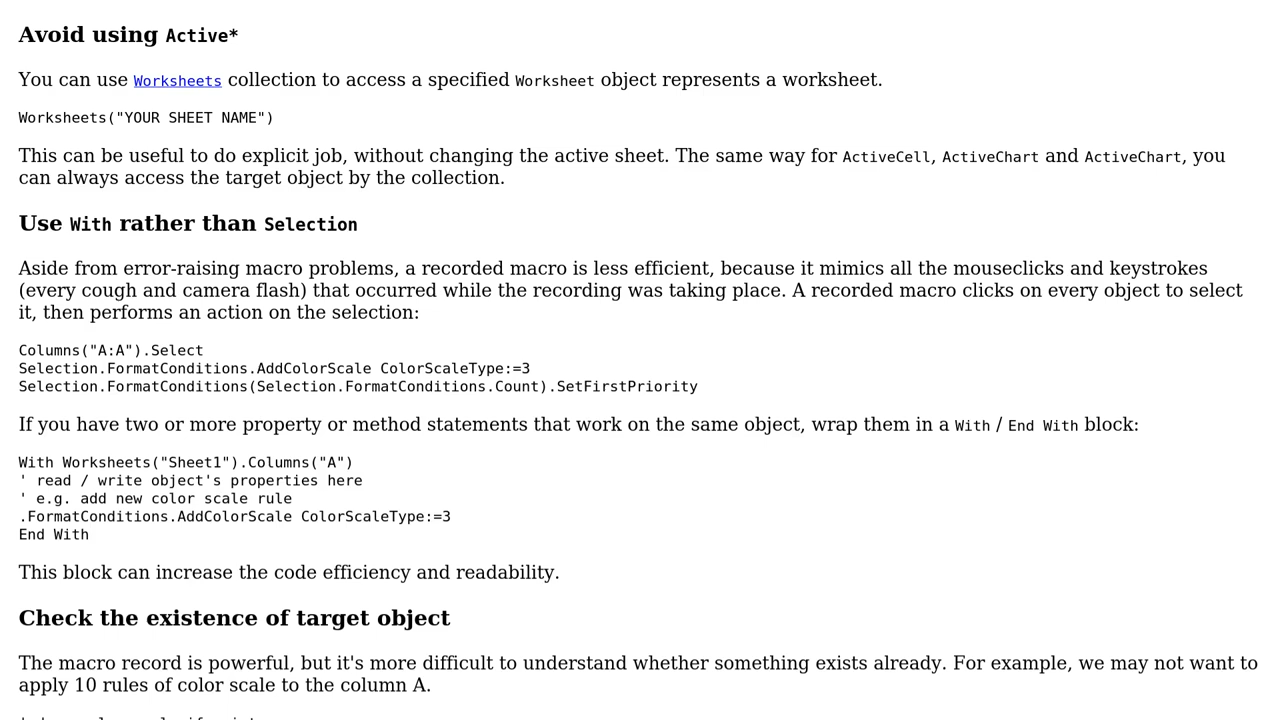 Avoid using Active*
You can use Worksheets collection to access a specified Worksheet object represents a worksheet.
Worksheets("YOUR SHEET NAME")
This can be useful to do explicit job, without changing the active sheet. The same way for ActiveCell, ActiveChart and ActiveChart, you
can always access the target object by the collection.
Use With rather than Selection
Aside from error-raising macro problems, a recorded macro is less efficient, because it mimics all the mouseclicks and keystrokes
(every cough and camera flash) that occurred while the recording was taking place. A recorded macro clicks on every object to select
it, then performs an action on the selection:
Columns("A:A").Select
Selection.FormatConditions.AddColorScale ColorScaleType:=3
Selection.FormatConditions(Selection.FormatConditions.Count).SetFirstPriority
If you have two or more property or method statements that work on the same object, wrap them in a With / End With block:
With Worksheets("Sheet1").Columns("A")
' read / write object's properties here
' e.g. add new color scale rule
.FormatConditions.AddColorScale ColorScaleType:=3
End With
This block can increase the code efficiency and readability.
Check the existence of target object
The macro record is powerful, but it's more difficult to understand whether something exists already. For example, we may not want to
apply 10 rules of color scale to the column A.